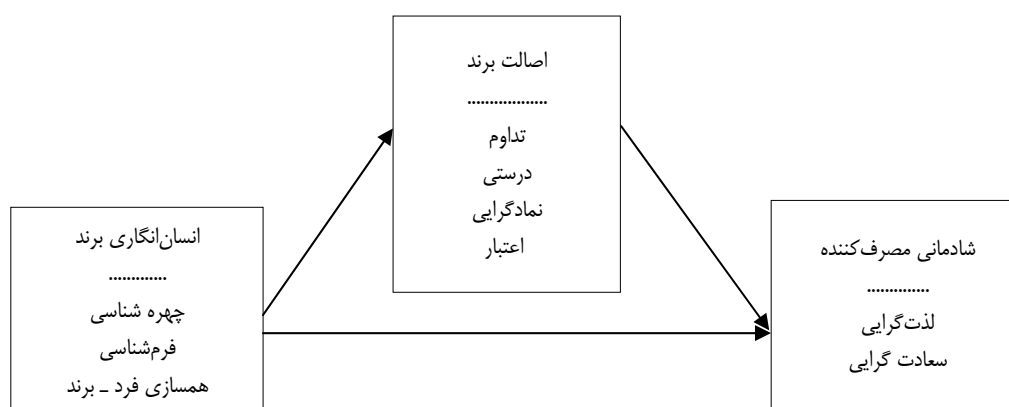 اصالت برند
..................
تداوم
درستی
نمادگرایی
اعتبار
انسان‌انگاری برند
.............
چهره شناسی
فرم‌شناسی
همسازی فرد ـ برند
شادمانی مصرف‌کننده
..............
لذت‌گرایی
سعادت گرایی